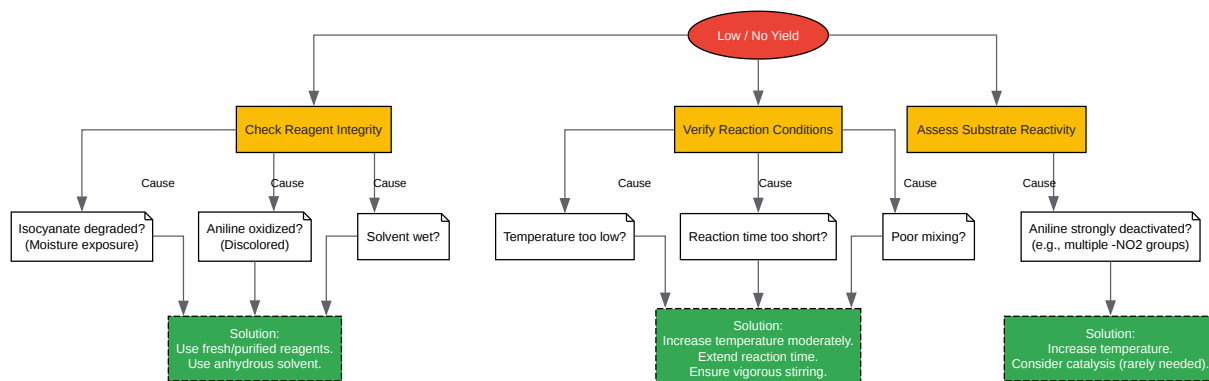 Low / No Yield
Check Reagent Integrity
Verify Reaction Conditions
Assess Substrate Reactivity
Cause
Cause
Cause
Cause
Cause
Cause
Cause
Isocyanate degraded?
(Moisture exposure)
Aniline oxidized?
(Discolored)
Solvent wet?
Temperature too low?
Reaction time too short?
Poor mixing?
Aniline strongly deactivated?
(e.g., multiple -NO2 groups)
Solution:
Use fresh/purified reagents.
Use anhydrous solvent.
Solution:
Increase temperature moderately.
Extend reaction time.
Ensure vigorous stirring.
Solution:
Increase temperature.
Consider catalysis (rarely needed).